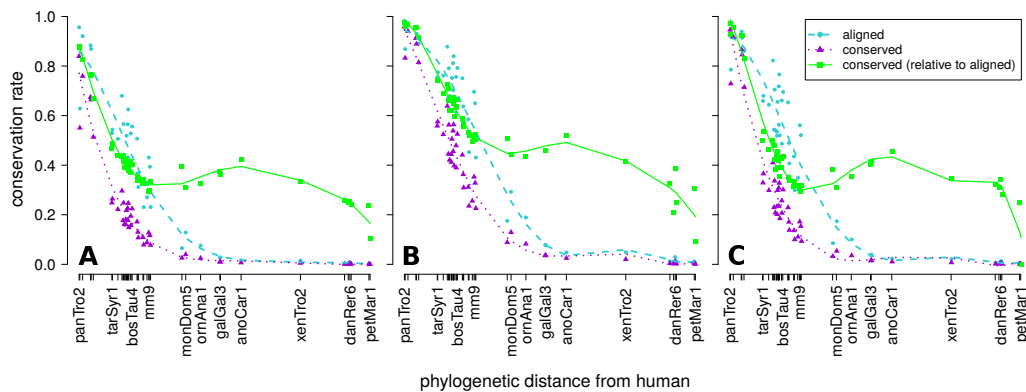 conservation rate
1.0
0.8
0.6
0.4
0.2
0.0
A
B
C
aligned
conserved
conserved (relative to aligned)
panTro2
tarSyr1
bosTau4
mm9
monDom5
ornAna1
galGal3
anoCar1
xenTro2
danRer6
petMar1
panTro2
tarSyr1
bosTau4
mm9
monDom5
ornAna1
galGal3
anoCar1
xenTro2
danRer6
petMar1
panTro2
tarSyr1
bosTau4
mm9
monDom5
ornAna1
galGal3
anoCar1
xenTro2
danRer6
petMar1
phylogenetic distance from human